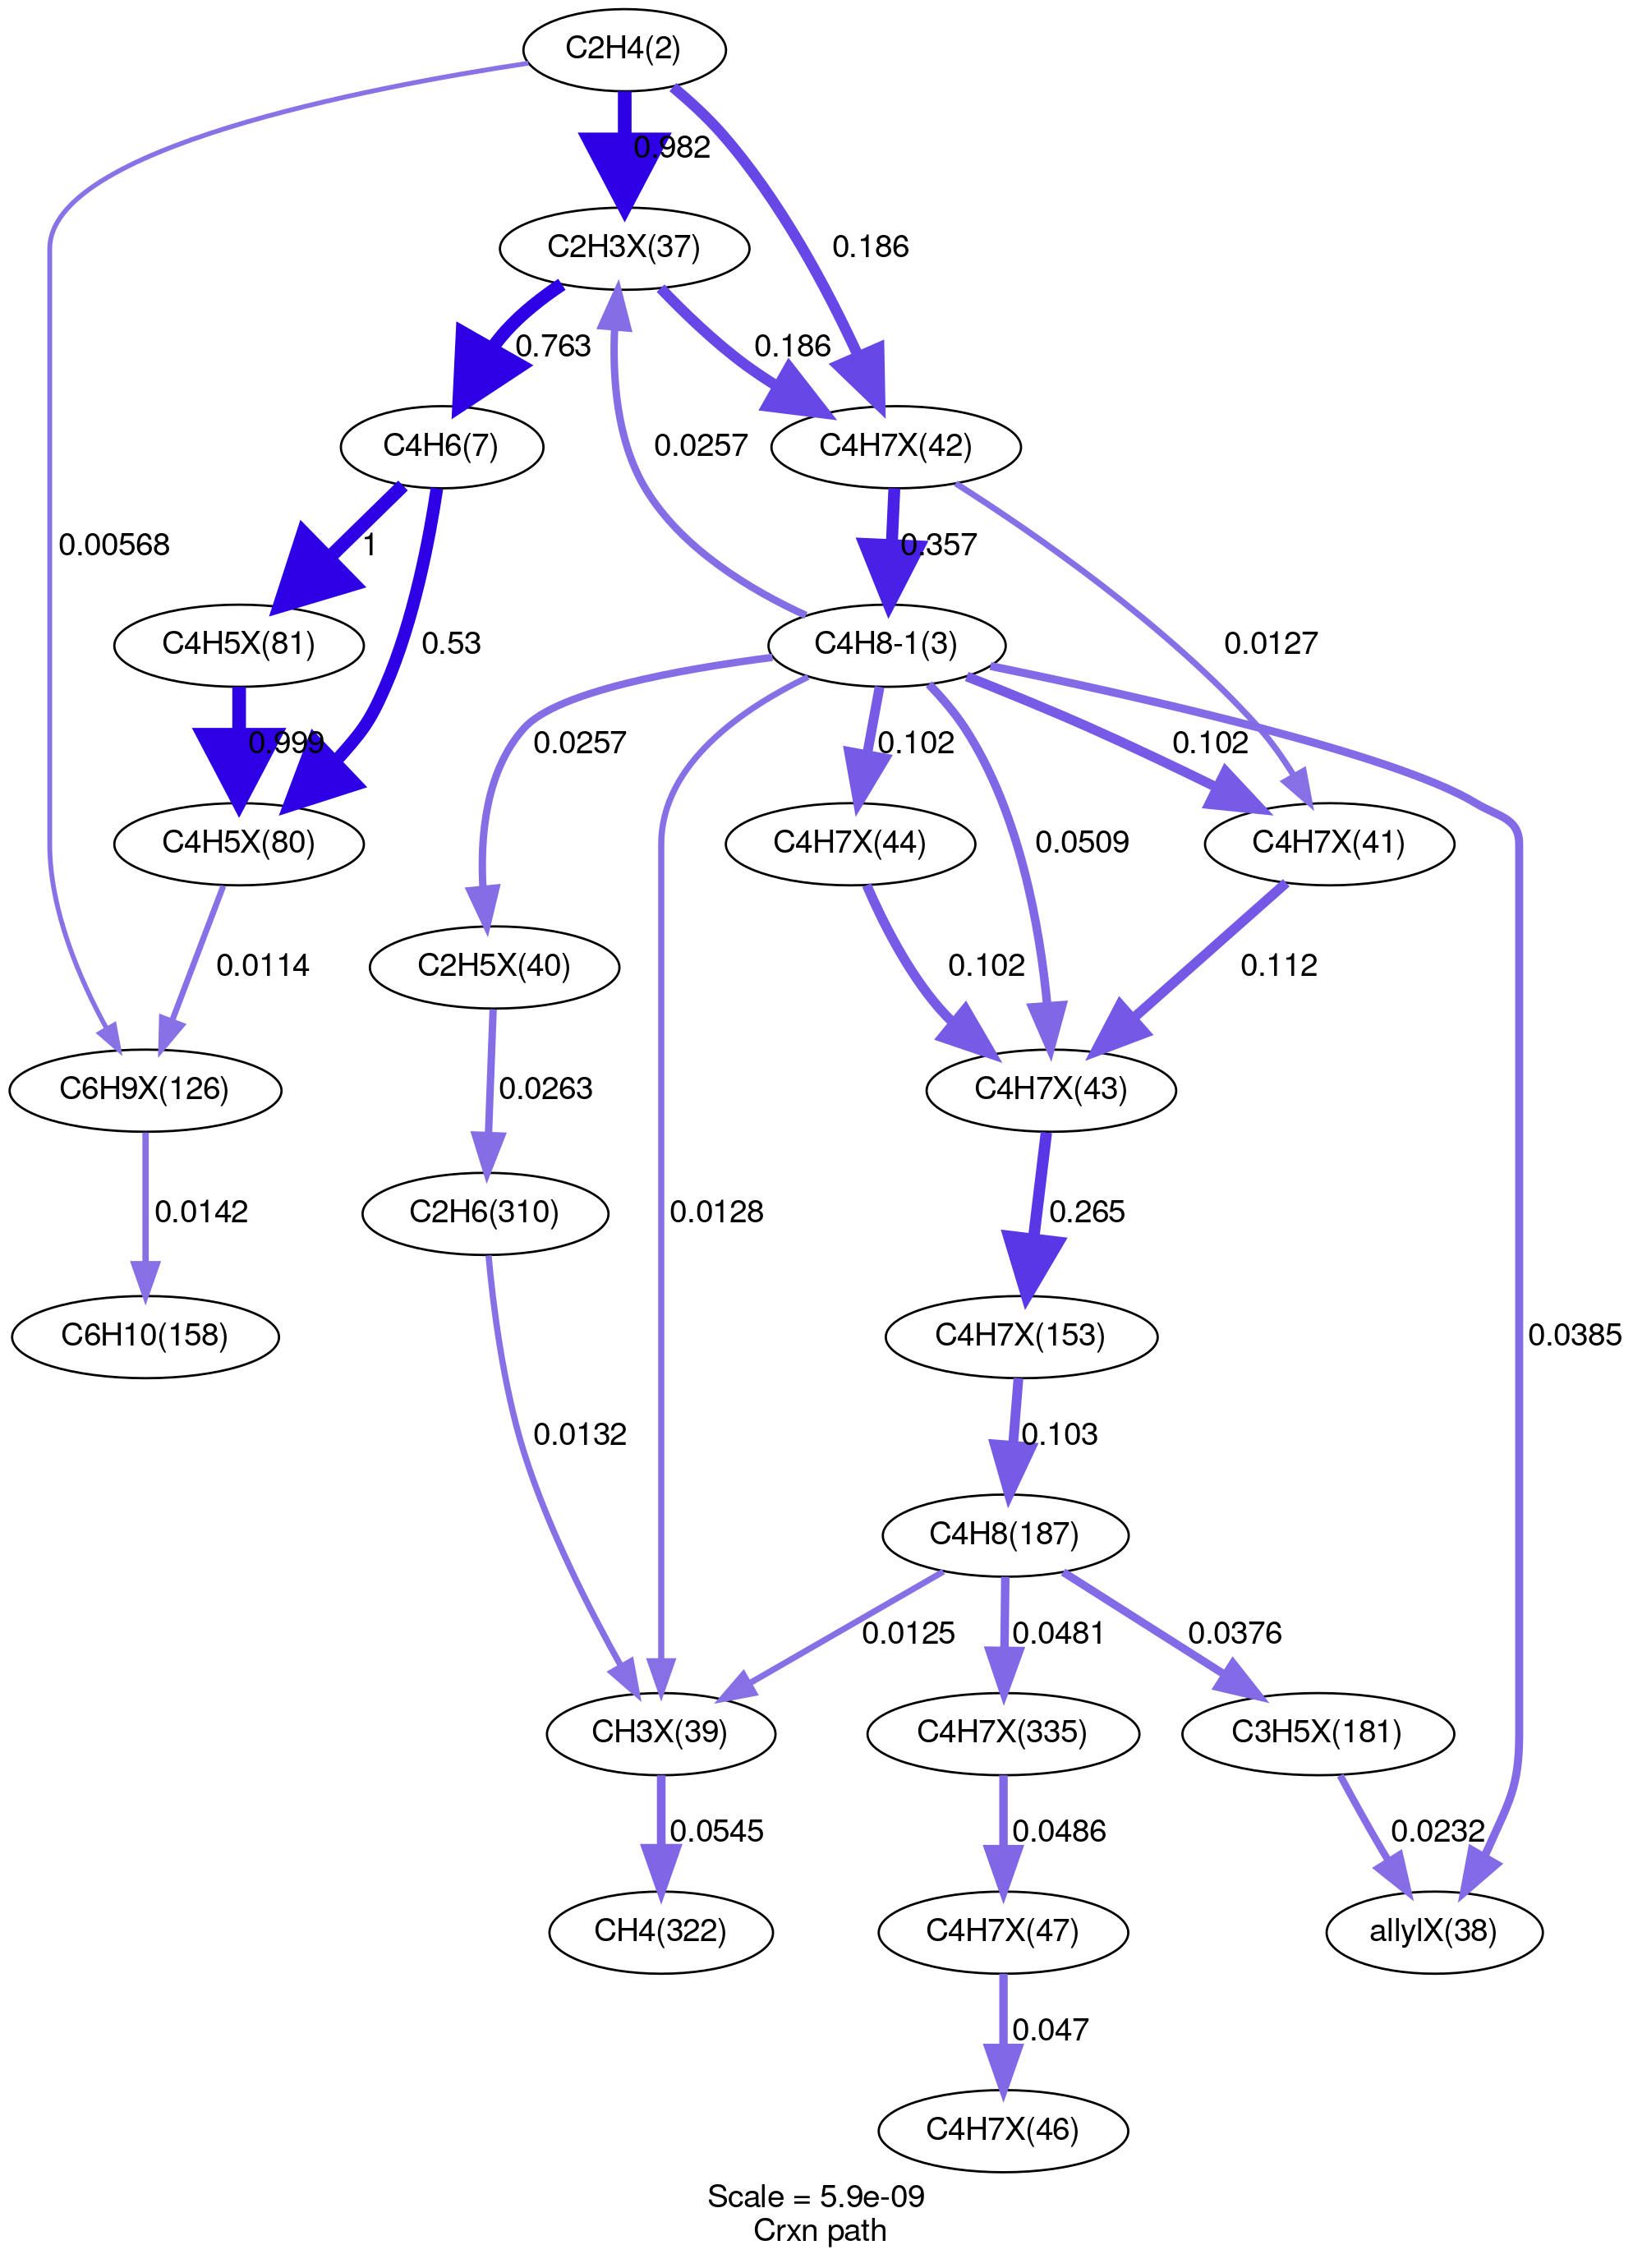 C2H4(2)
0.982
C2H3X(37)
0.186
0.763
0.186
0.0257
C4H6(7)
C4H7X(42)
0.00568
1
0.357
0.53
0.0127
C4H5X(81)
C4H8-1(3)
0.999
0.0257
0.102
0.102
C4H5X(80)
C4H7X(44)
0.0509
C4H7X(41)
0.0114
C2H5X(40)
0.102
0.112
C6H9X(126)
0.0263
C4H7X(43)
0.0142
C2H6(310)
0.0128
0.265
C6H10(158)
C4H7X(153)
0.0385
0.0132
0.103
C4H8(187)
0.0125
0.0481
0.0376
CH3X(39)
C4H7X(335)
C3H5X(181)
0.0545
0.0486
0.0232
CH4(322)
C4H7X(47)
allylX(38)
0.047
C4H7X(46)
Scale = 5.9e-09
Crxn path